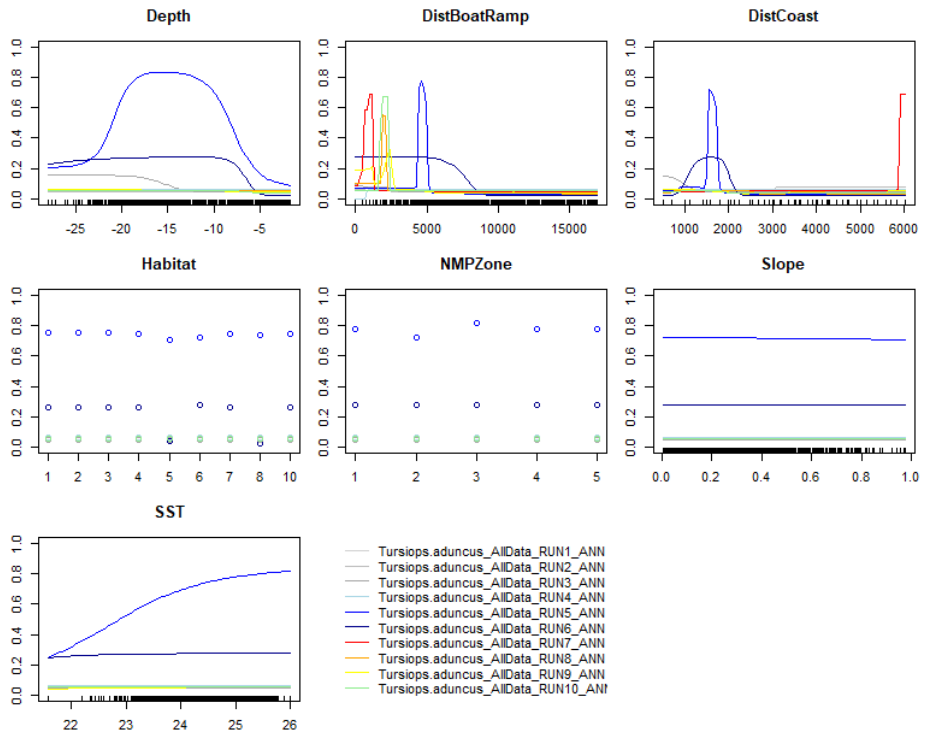 Depth
DistBoatRamp
DistCoast
0.0 0.2 0.4 0.6 0.8 1.0
-25 -20 -15 -10 -5
0.0 0.2 0.4 0.6 0.8 1.0
0 5000 10000 15000
0.0 0.2 0.4 0.6 0.8 1.0
1000 2000 3000 4000 5000 6000
Habitat
NMPZone
Slope
0.0 0.2 0.4 0.6 0.8 1.0
1 2 3 4 5 6 7 8 10
0.0 0.2 0.4 0.6 0.8 1.0
1 2 3 4 5
0.0 0.2 0.4 0.6 0.8 1.0
0.0 0.2 0.4 0.6 0.8 1.0
SST
0.0 0.2 0.4 0.6 0.8 1.0
22 23 24 25 26
Tursiops.aduncus_AllData_RUN1_ANN
Tursiops.aduncus_AllData_RUN2_ANN
Tursiops.aduncus_AllData_RUN3_ANN
Tursiops.aduncus_AllData_RUN4_ANN
Tursiops.aduncus_AllData_RUN5_ANN
Tursiops.aduncus_AllData_RUN6_ANN
Tursiops.aduncus_AllData_RUN7_ANN
Tursiops.aduncus_AllData_RUN8_ANN
Tursiops.aduncus_AllData_RUN9_ANN
Tursiops.aduncus_AllData_RUN10_ANN